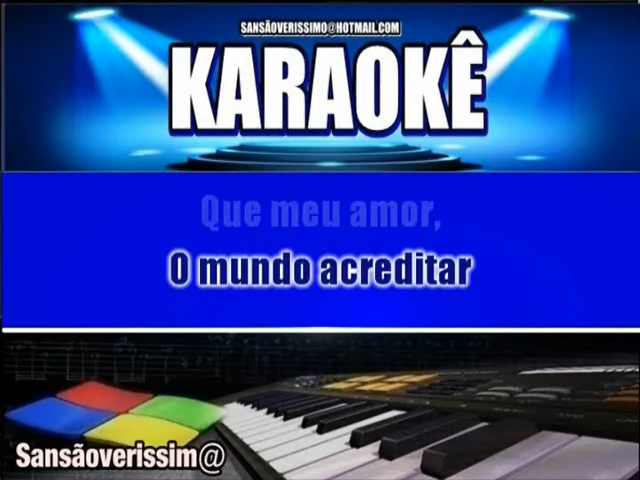 SANSÃOVERISSIMO@HOTMAIL.COM
KARAOKÊ
Que meu amor,
O mundo acreditar
Sansãoverissim@